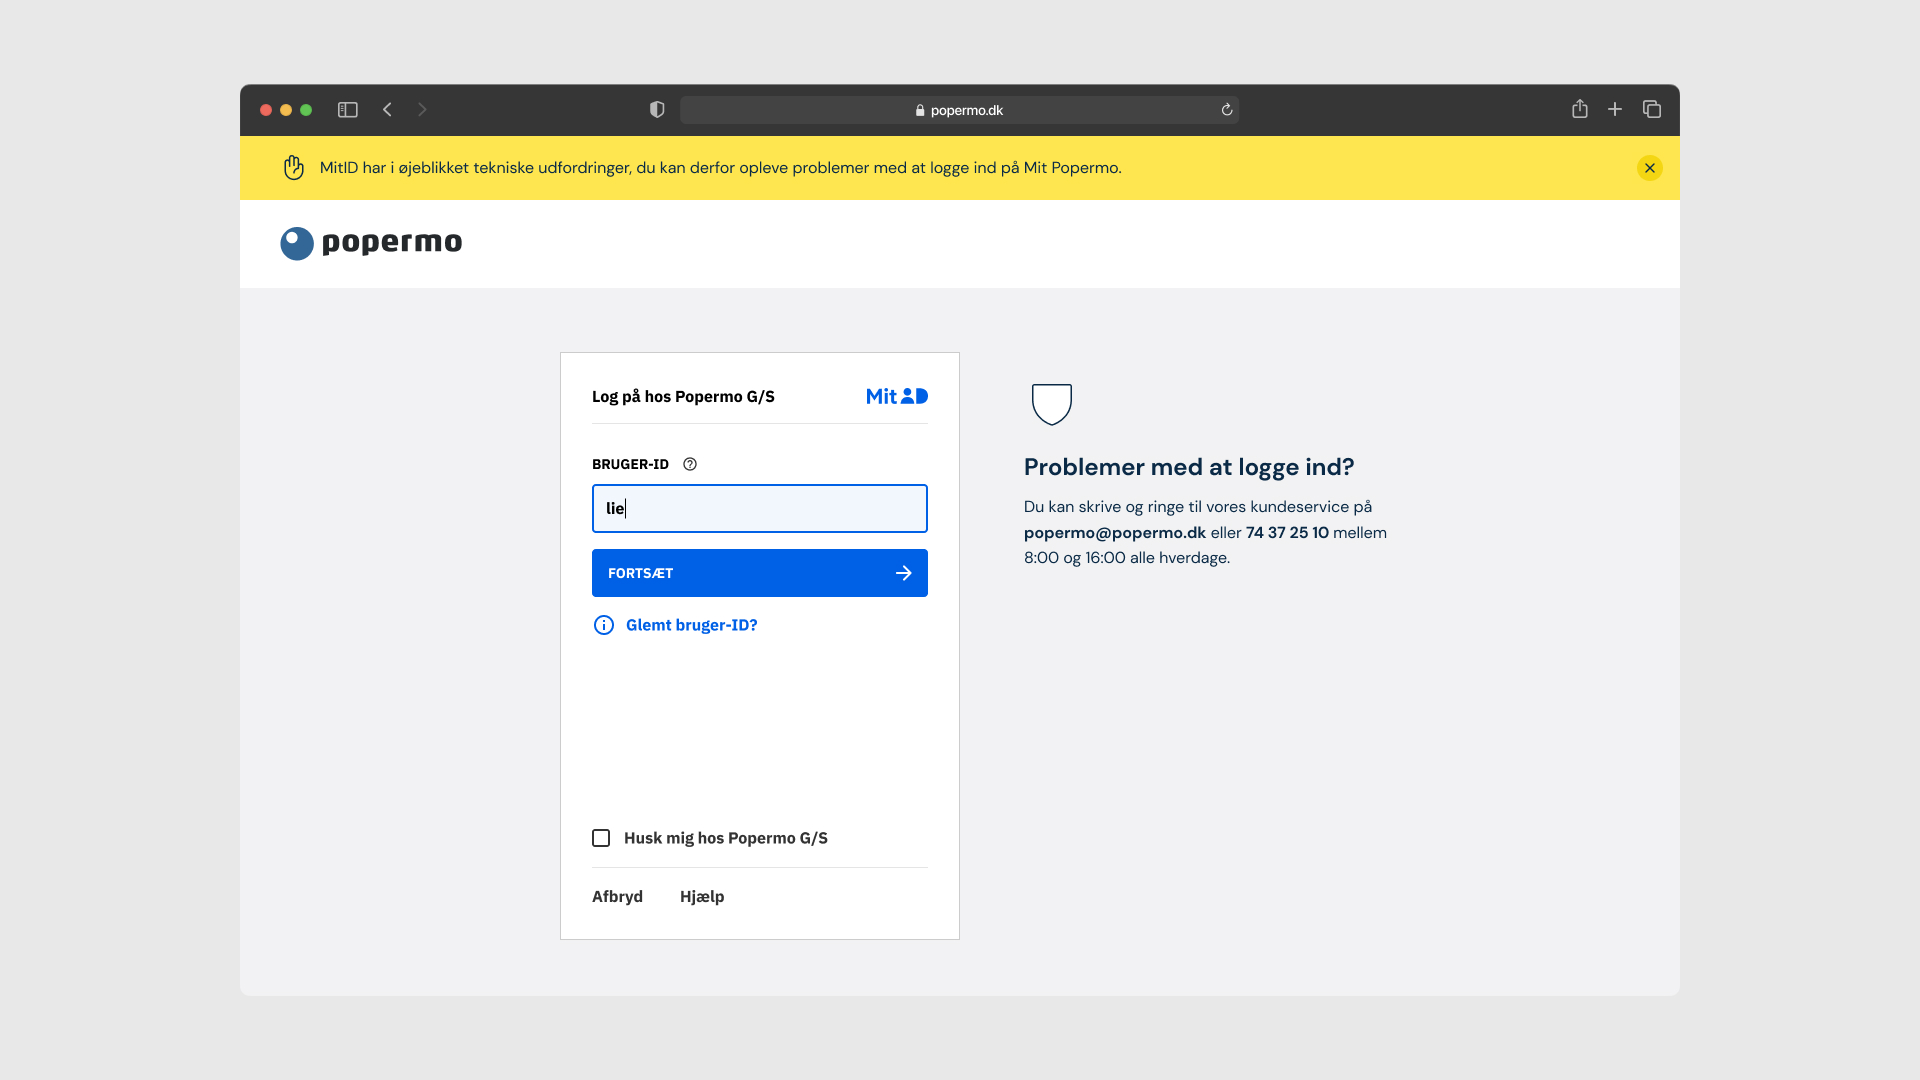 popermo.dk
MitID har i øjeblikket tekniske udfordringer, du kan derfor opleve problemer med at logge ind på Mit Popermo.
popermo
Log på hos Popermo G/S
Mit ID
BRUGER-ID
lie
FORTSÆT
Glemt bruger-ID?
Husk mig hos Popermo G/S
Afbryd
Hjælp
Problemer med at logge ind?
Du kan skrive og ringe til vores kundeservice på
popermo@popermo.dk eller 74 37 25 10 mellem
8:00 og 16:00 alle hverdage.